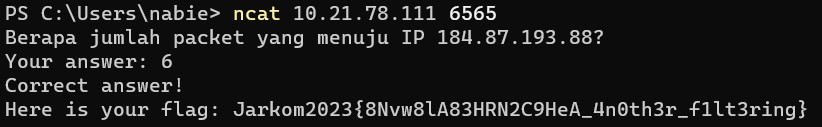 PS C:\Users\nabie> ncat 10.21.78.111 6565
Berapa jumlah packet yang menuju IP 184.87.193.88?
Your answer: 6
Correct answer!
Here is your flag: Jarkom2023{8Nvw8lA83HRN2C9HeA_4n0th3r_f1lt3ring}